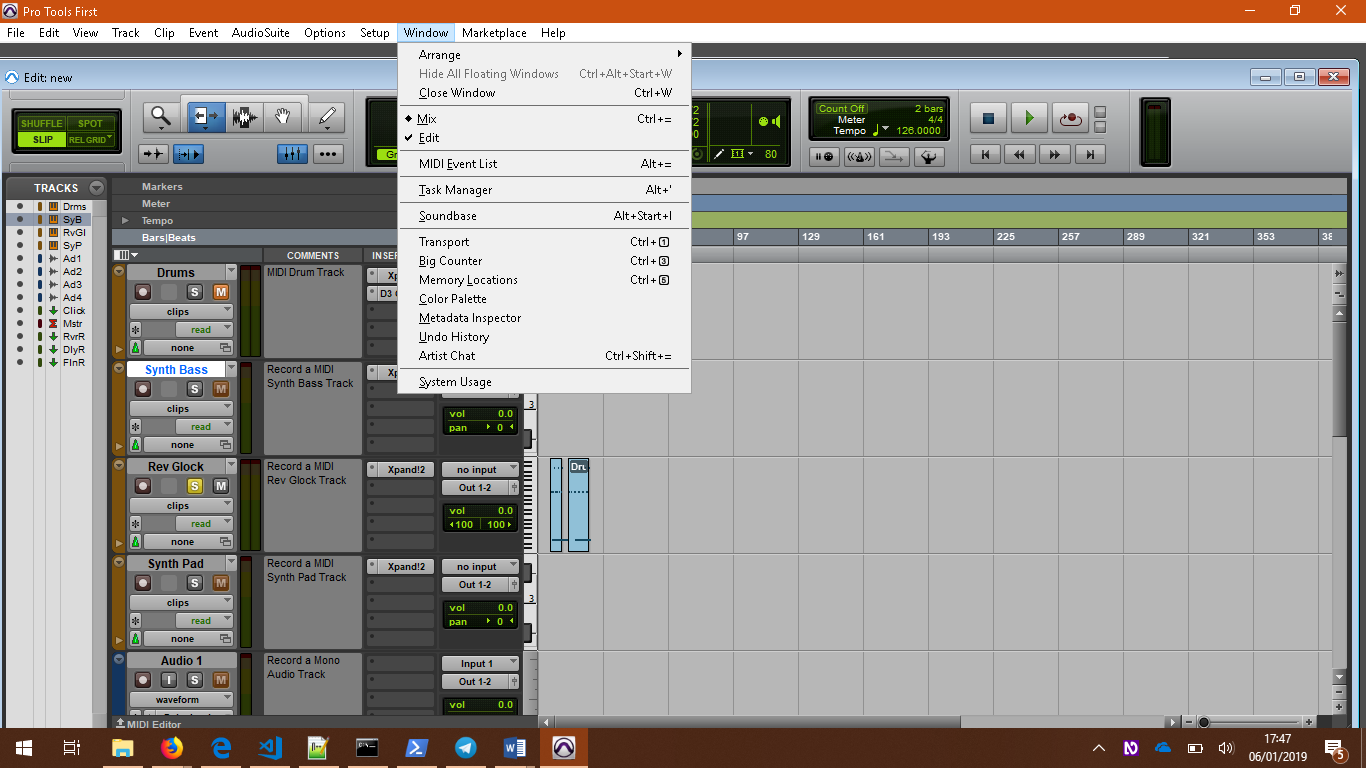 Pro Tools First
File Edit View Track Clip Event AudioSuite Options Setup Window Marketplace Help
Edit: new
Arrange
Hide All Floating Windows Ctrl+Alt+Start+W
Close Window Ctrl+W
Mix Ctrl+=
Edit
MIDI Event List Alt+=
Task Manager Alt+'
Soundbase Alt+Start+I
Transport Ctrl+1
Big Counter Ctrl+3
Memory Locations Ctrl+5
Color Palette
Metadata Inspector
Undo History
Artist Chat Ctrl+Shift+=
System Usage
SHUFFLE SPOT
SLIP REL GRID
80
Count Off 2 bars
Meter 4/4
Tempo 126.0000
TRACKS
Drms
SyB
RvGl
SyP
Ad1
Ad2
Ad3
Ad4
Click
Mstr
RvrR
DlyR
FlnR
Markers
Meter
Tempo
Bars|Beats
97 129 161 193 225 257 289 321 353
COMMENTS
Drums
S M
clips
read
none
MIDI Drum Track
Synth Bass
S M
clips
read
none
Record a MIDI
Synth Bass Track
vol 0.0
pan 0
3
Rev Glock
S M
clips
read
none
Record a MIDI
Rev Glock Track
Xpand!2
no input
Out 1-2
vol 0.0
100 100
Synth Pad
S M
clips
read
none
Record a MIDI
Synth Pad Track
Xpand!2
no input
Out 1-2
vol 0.0
pan 0
3
Audio 1
I S M
waveform
Record a Mono
Audio Track
Input 1
Out 1-2
vol 0.0
MIDI Editor
17:47
06/01/2019
5